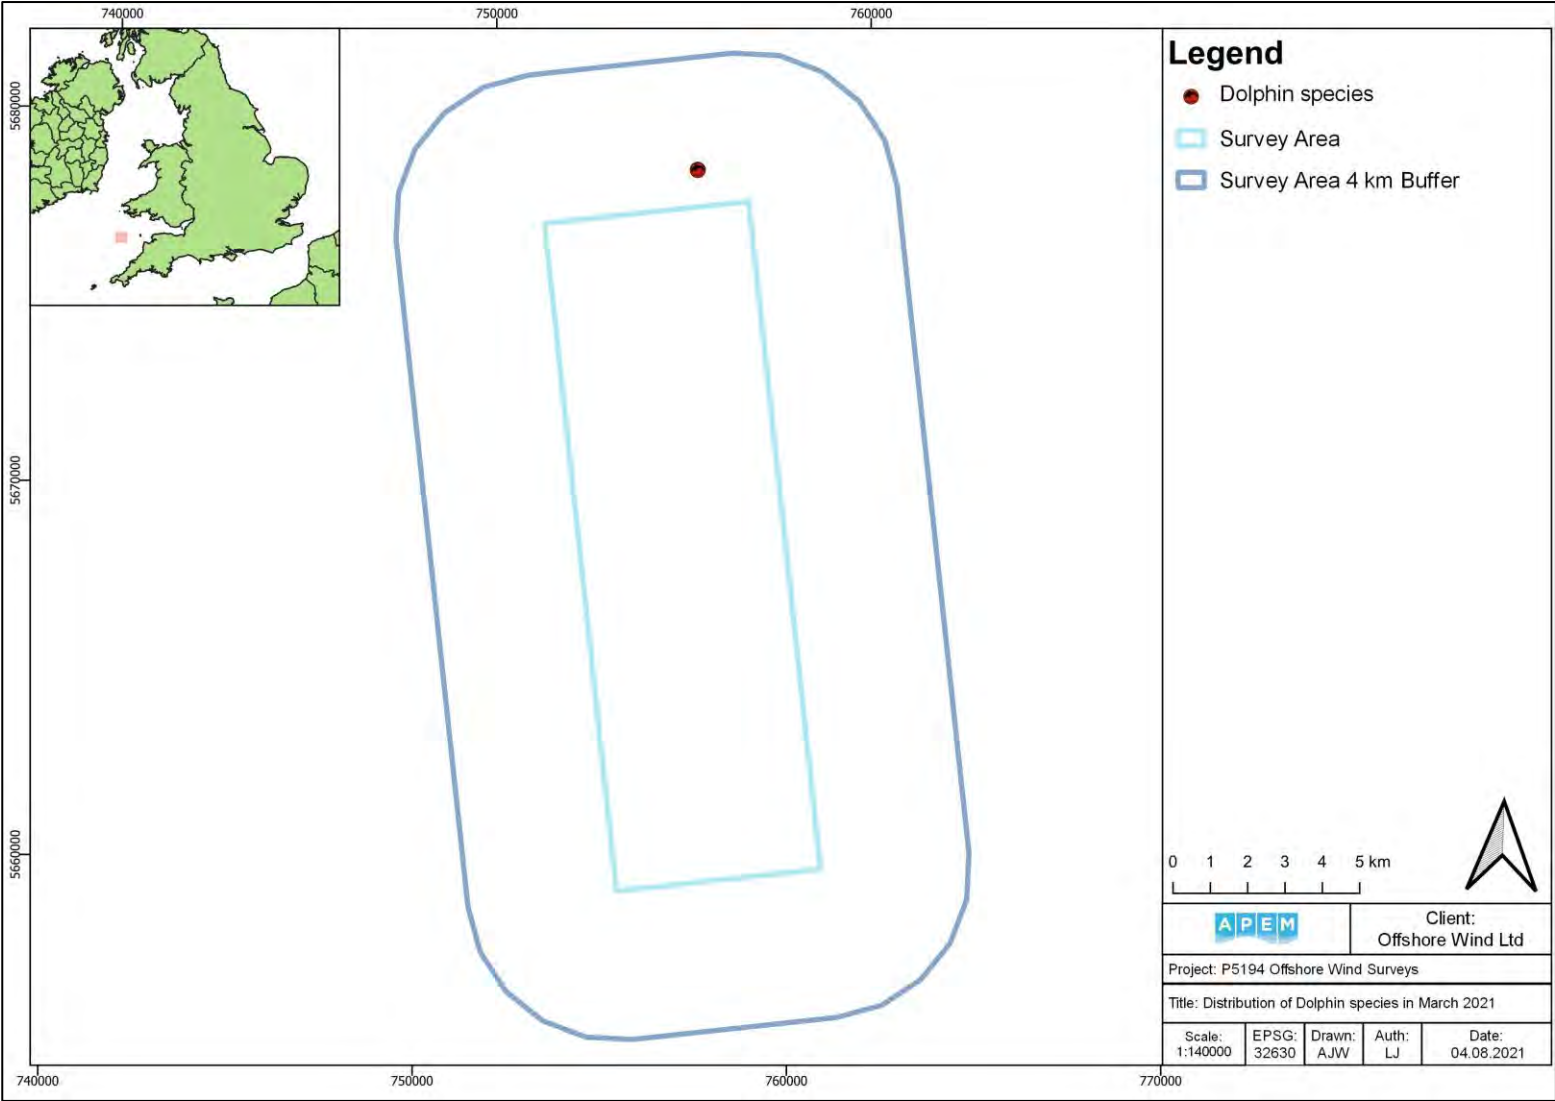 740000
750000
760000
5680000
5670000
5660000
Legend
Dolphin species
Survey Area
Survey Area 4 km Buffer
0 1 2 3 4 5 km
APEM
Client:
Offshore Wind Ltd
Project: P5194 Offshore Wind Surveys
Title: Distribution of Dolphin species in March 2021
Scale:
1:140000
EPSG:
32630
Drawn:
AJW
Auth:
LJ
Date:
04.08.2021
740000
750000
760000
770000